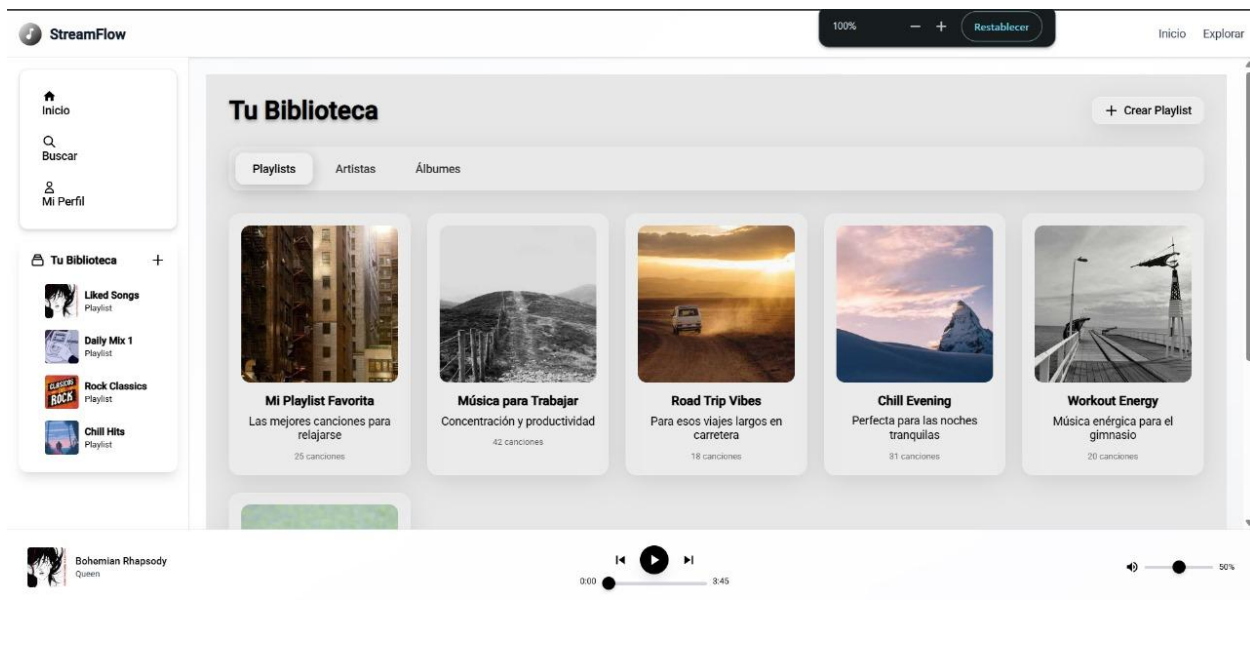 StreamFlow
100%
Restablecer
Inicio
Explorar
Inicio
Buscar
Mi Perfil
Tu Biblioteca
Liked Songs
Playlist
Daily Mix 1
Playlist
CLASICOS
ROCK
Rock Classics
Playlist
Chill Hits
Playlist
Tu Biblioteca
+ Crear Playlist
Playlists
Artistas
Álbumes
Mi Playlist Favorita
Las mejores canciones para
relajarse
25 canciones
Música para Trabajar
Concentración y productividad
42 canciones
Road Trip Vibes
Para esos viajes largos en
carretera
18 canciones
Chill Evening
Perfecta para las noches
tranquilas
31 canciones
Workout Energy
Música enérgica para el
gimnasio
20 canciones
Bohemian Rhapsody
Queen
0:00
3:45
50%